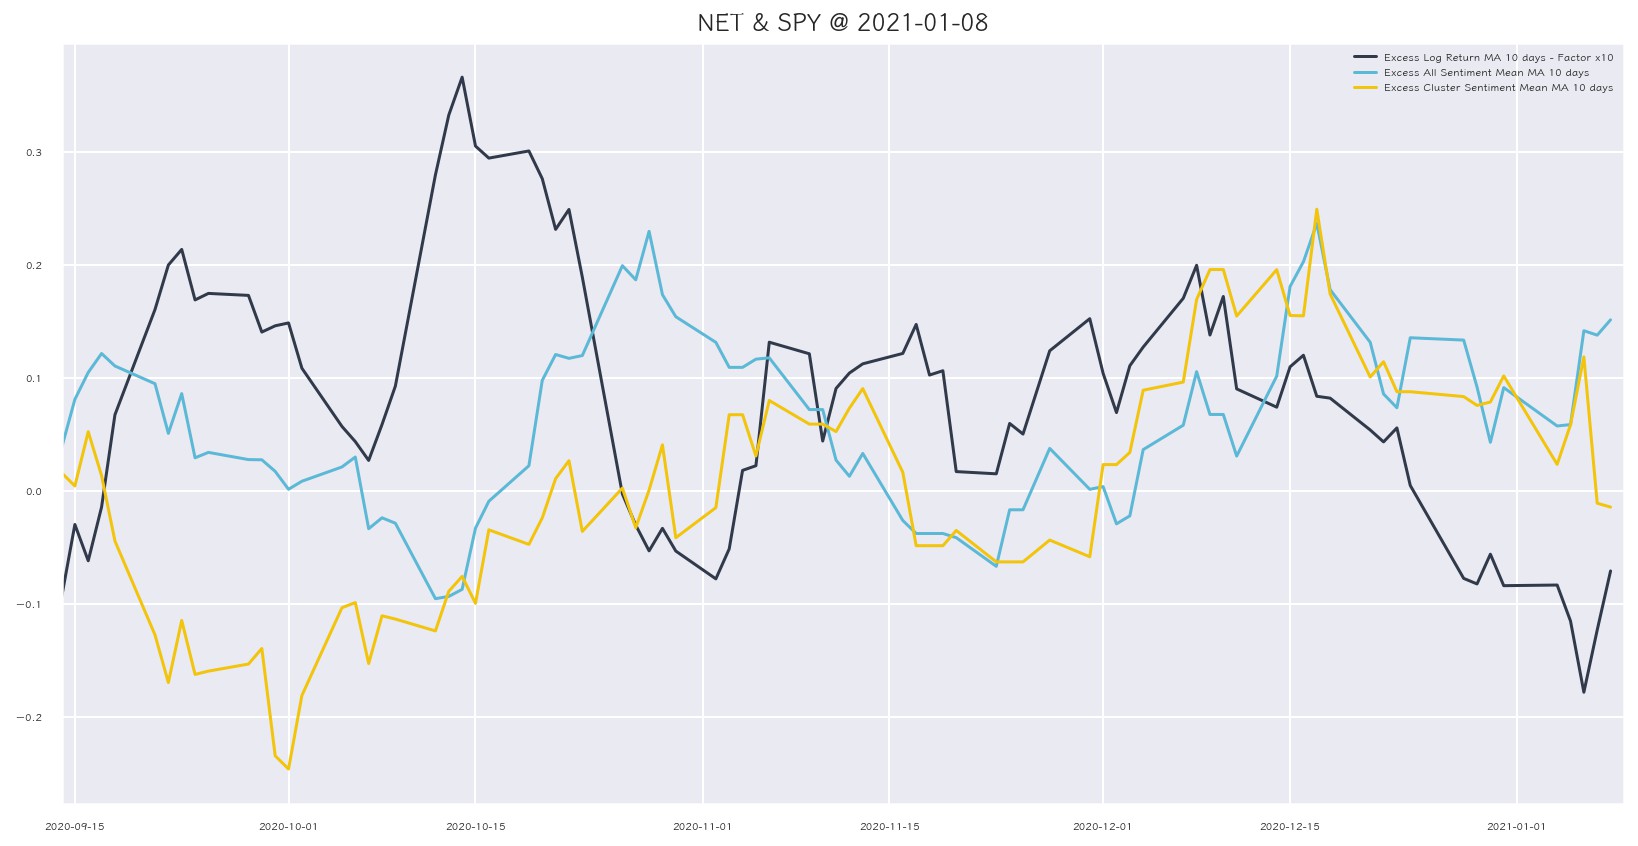 NET & SPY @ 2021-01-08
Excess Log Return MA 10 days - Factor x10
Excess All Sentiment Mean MA 10 days
Excess Cluster Sentiment Mean MA 10 days
0.3
0.2
0.1
0.0
−0.1
−0.2
2020-09-15 2020-10-01 2020-10-15 2020-11-01 2020-11-15 2020-12-01 2020-12-15 2021-01-01